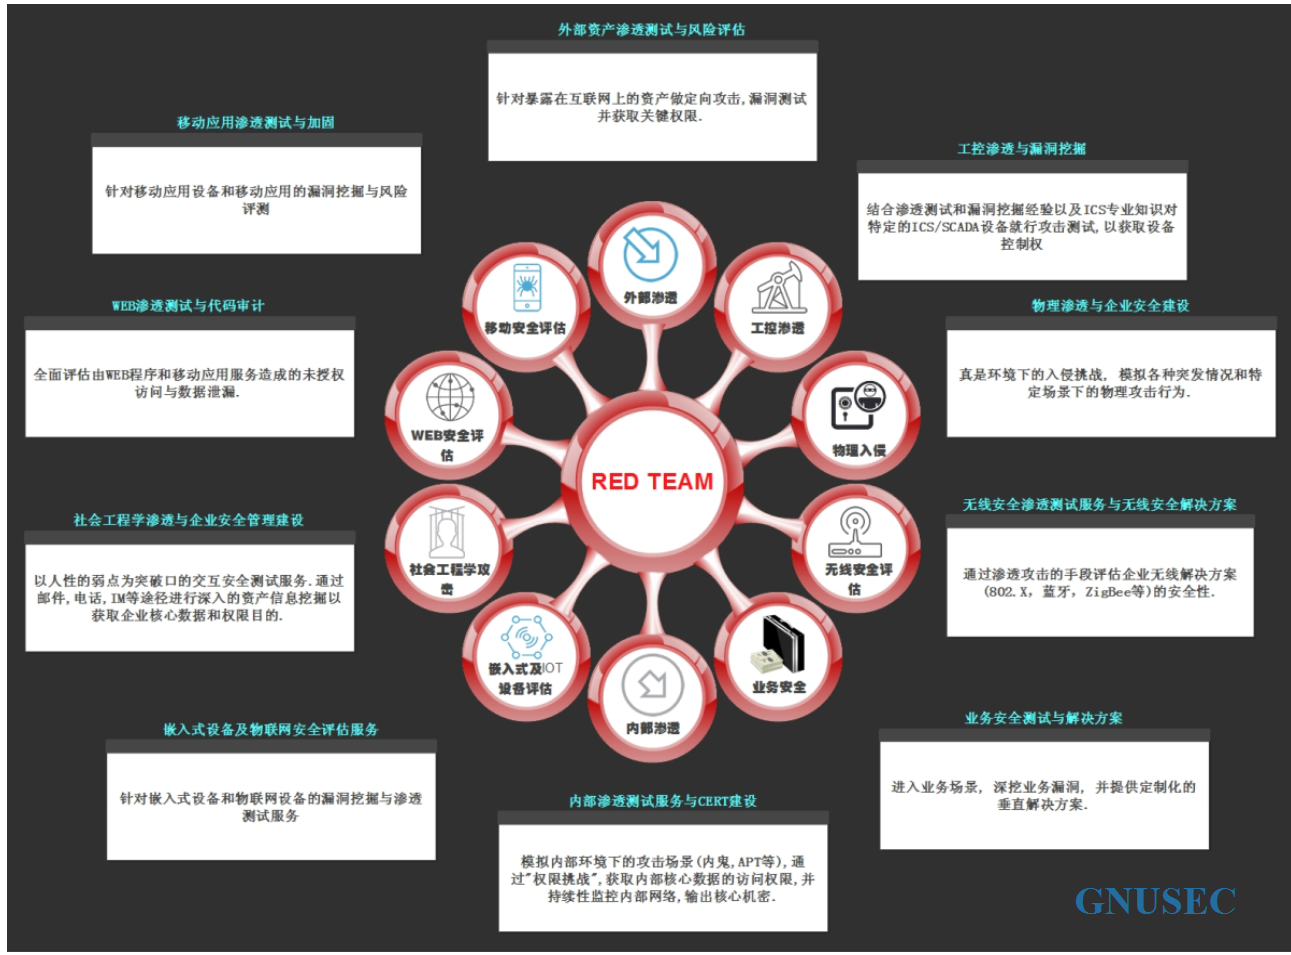 外部资产渗透测试与风险评估
针对暴露在互联网上的资产做定向攻击,漏洞测试
并获取关键权限.
移动应用渗透测试与加固
针对移动应用设备和移动应用的漏洞挖掘与风险
评测
工控渗透与漏洞挖掘
结合渗透测试和漏洞挖掘经验以及ICS专业知识对
特定的ICS/SCADA设备就行攻击测试,以获取设备
控制权
WEB渗透测试与代码审计
全面评估由WEB程序和移动应用服务造成的未授权
访问与数据泄漏.
物理渗透与企业安全建设
真是环境下的入侵挑战, 模拟各种突发情况和特
定场景下的物理攻击行为.
外部渗透
移动安全评估
工控渗透
WEB安全评
估
物理入侵
RED TEAM
社会工程学攻
击
无线安全评
估
嵌入式及IOT
设备评估
内部渗透
业务安全
社会工程学渗透与企业安全管理建设
以人性的弱点为突破口的交互安全测试服务.通过
邮件,电话,IM等途径进行深入的资产信息挖掘以
获取企业核心数据和权限目的.
无线安全渗透测试服务与无线安全解决方案
通过渗透攻击的手段评估企业无线解决方案
(802.X, 蓝牙, ZigBee等)的安全性.
嵌入式设备及物联网安全评估服务
针对嵌入式设备和物联网设备的漏洞挖掘与渗透
测试服务
业务安全测试与解决方案
进入业务场景, 深挖业务漏洞, 并提供定制化的
垂直解决方案.
内部渗透测试服务与CERT建设
模拟内部环境下的攻击场景(内鬼,APT等),通
过"权限挑战",获取内部核心数据的访问权限,并
持续性监控内部网络,输出核心机密.
GNUSEC